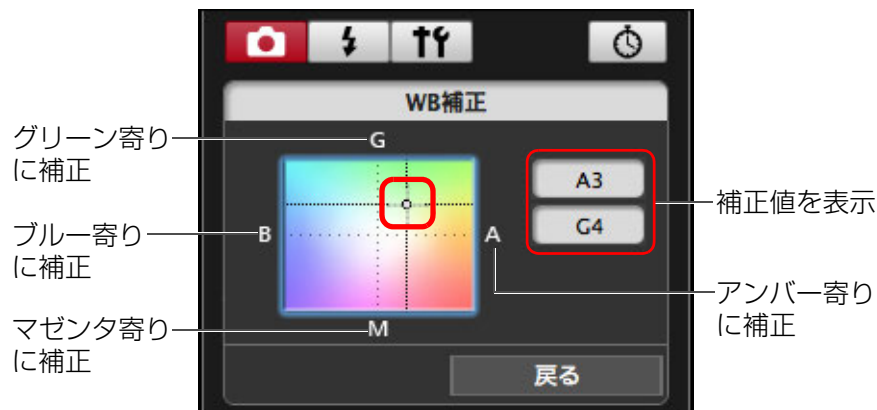 WB補正
グリーン寄り
に補正
G
A3
補正値を表示
G4
ブルー寄り
に補正
B
A
アンバー寄り
に補正
マゼンタ寄り
に補正
M
戻る